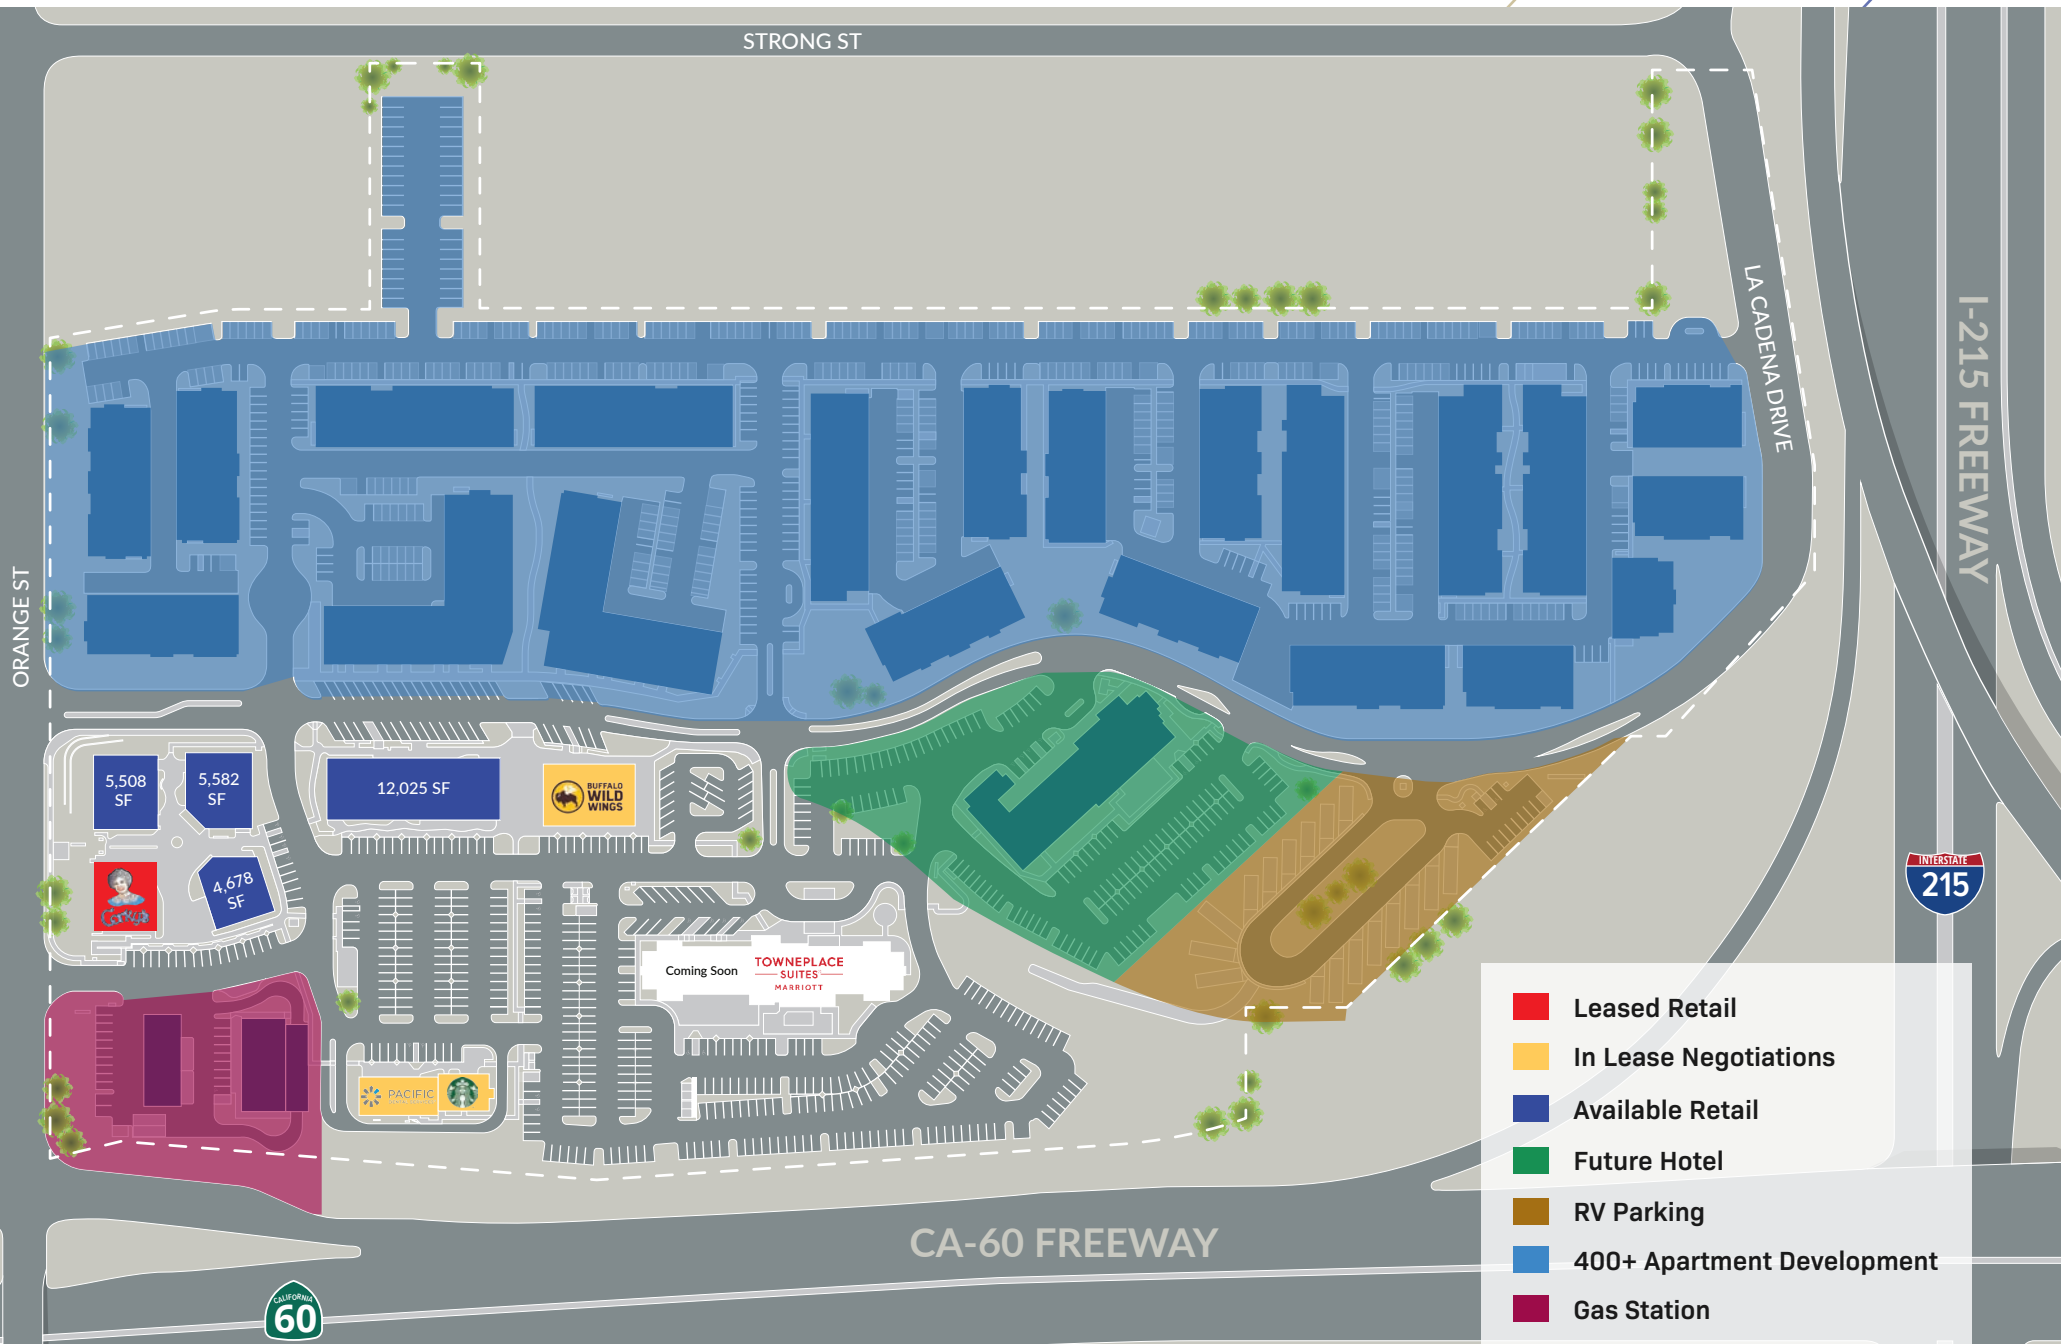 STRONG ST
LA CADENA DRIVE
I-215 FREEWAY
ORANGE ST
5,508
SF
5,582
SF
12,025 SF
BUFFALO
WILD
WINGS
4,678
SF
Corky's
Coming Soon
TOWNEPLACE
SUITES
MARRIOTT
PACIFIC
INTERSTATE
215
CA-60 FREEWAY
CALIFORNIA
60
Leased Retail
In Lease Negotiations
Available Retail
Future Hotel
RV Parking
400+ Apartment Development
Gas Station